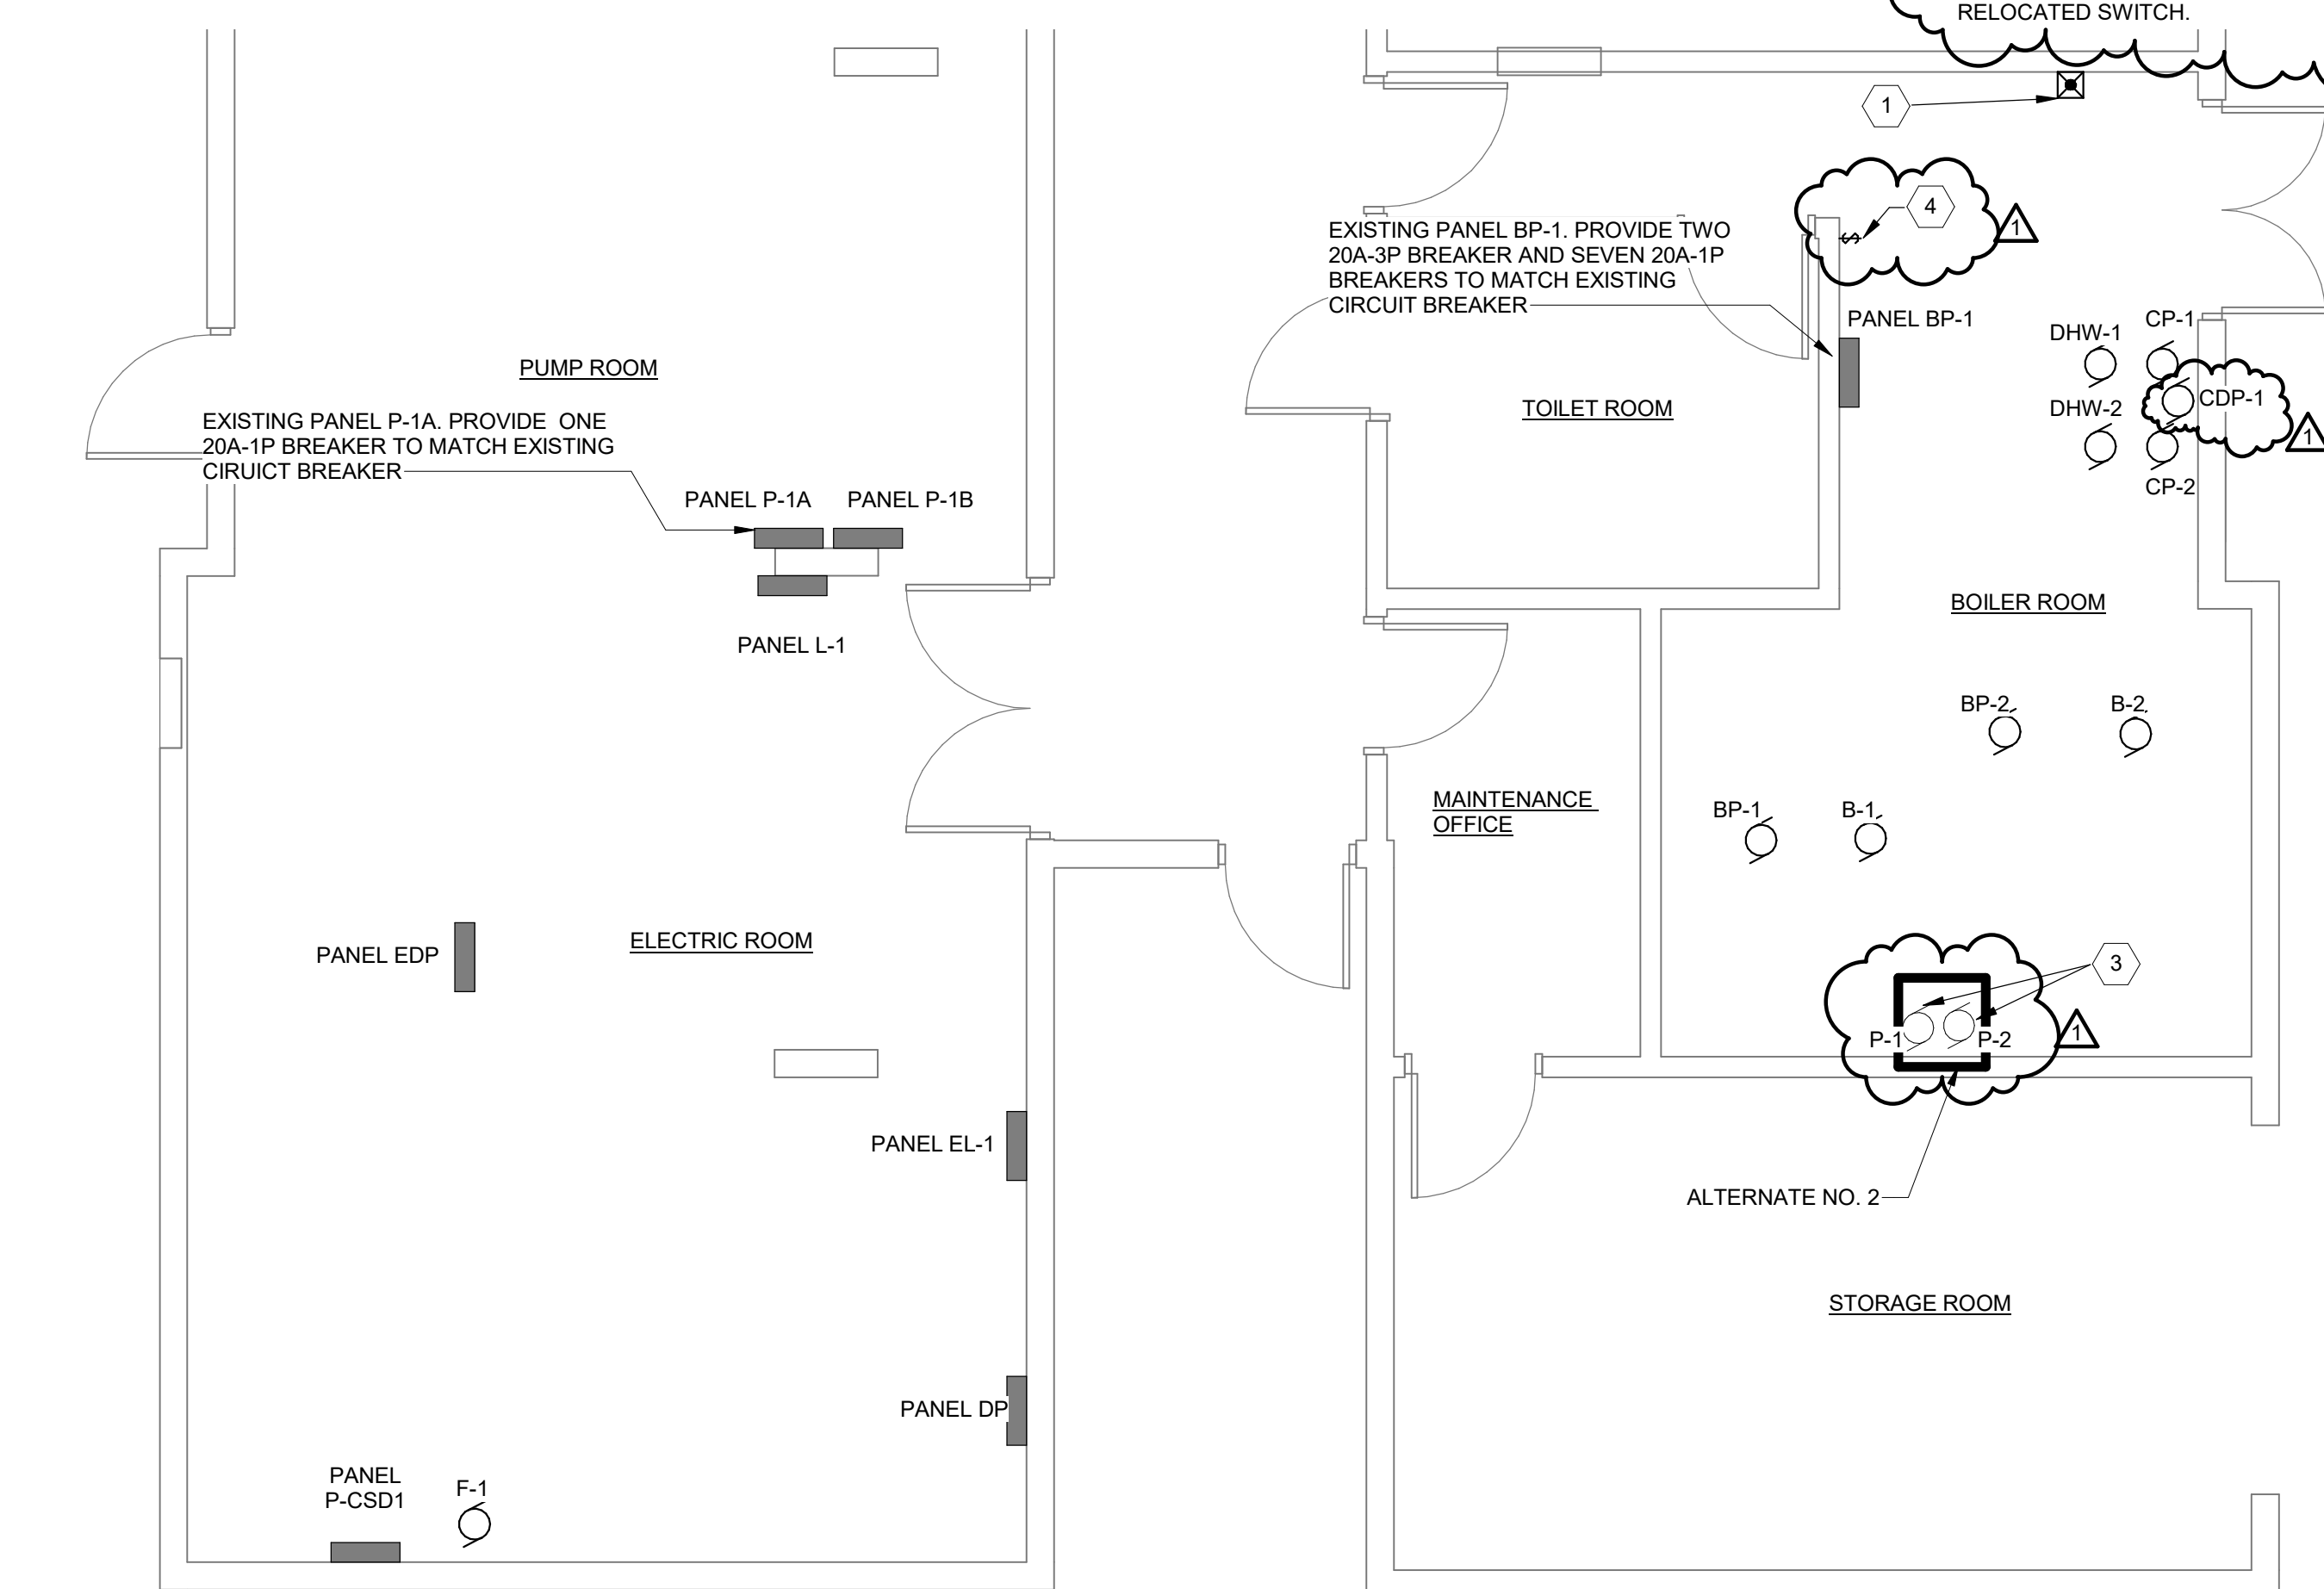 RELOCATED SWITCH.
1
4
1
EXISTING PANEL BP-1. PROVIDE TWO
20A-3P BREAKER AND SEVEN 20A-1P
BREAKERS TO MATCH EXISTING
CIRCUIT BREAKER
$
PANEL BP-1
DHW-1
CP-1
CDP-1
DHW-2
1
CP-2
PUMP ROOM
TOILET ROOM
EXISTING PANEL P-1A. PROVIDE  ONE
20A-1P BREAKER TO MATCH EXISTING
CIRUICT BREAKER
PANEL P-1A
PANEL P-1B
PANEL L-1
BOILER ROOM
BP-2
B-2
MAINTENANCE
OFFICE
BP-1
B-1
PANEL EDP
ELECTRIC ROOM
3
P-1
P-2
1
PANEL EL-1
ALTERNATE NO. 2
STORAGE ROOM
PANEL DP
PANEL
P-CSD1
F-1